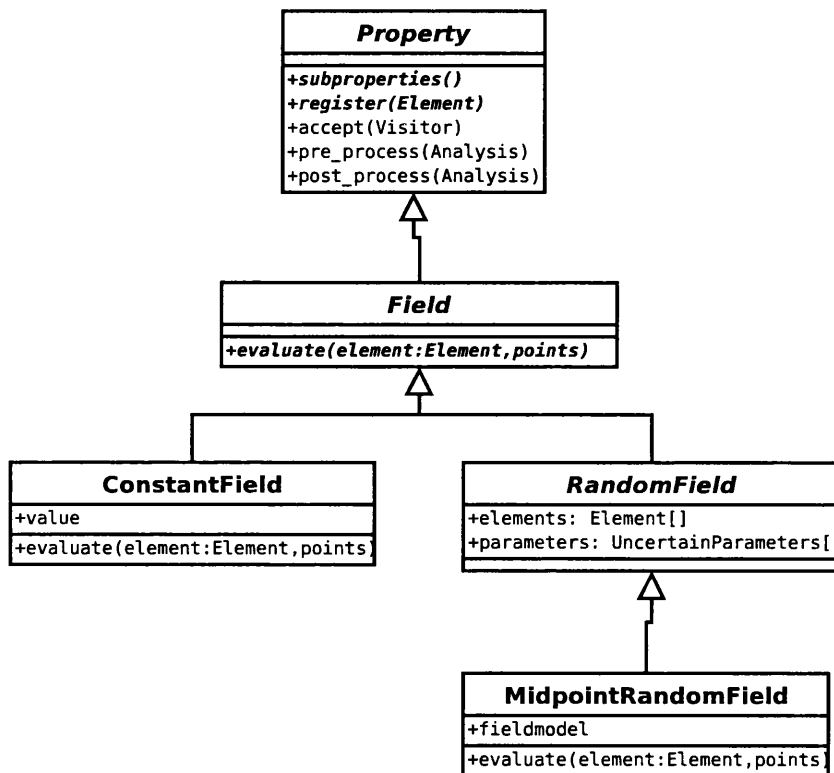 Property
+subproperties()
+register(Element)
+accept(Visitor)
+pre_process(Analysis)
+post_process(Analysis)
Field
+evaluate(element:Element,points)
ConstantField
+value
+evaluate(element:Element,points)
RandomField
+elements: Element[]
+parameters: UncertainParameters[
MidpointRandomField
+fieldmodel
+evaluate(element:Element,points)